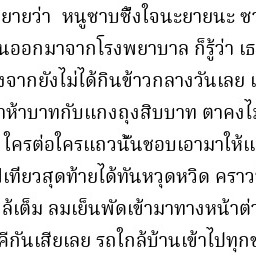 ยายว่า หนูซาบซึ้งใจนะยายนะ ซา
นออกมาจากโรงพยาบาล ก็รู้ว่า เธ
งจากยังไม่ได้กินข้าวกลางวันเลย เ
าห้าบาทกับแกงถุงสิบบาท ตาคงไม
ใครต่อใครแถวนั้นชอบเอามาให้แ
เที่ยวสุดท้ายได้ทันหวุดหวิด คราว
ล้เต็ม ลมเย็นพัดเข้ามาทางหน้าต่
คีกันเสียเลย รถใกล้บ้านเข้าไปทุกข